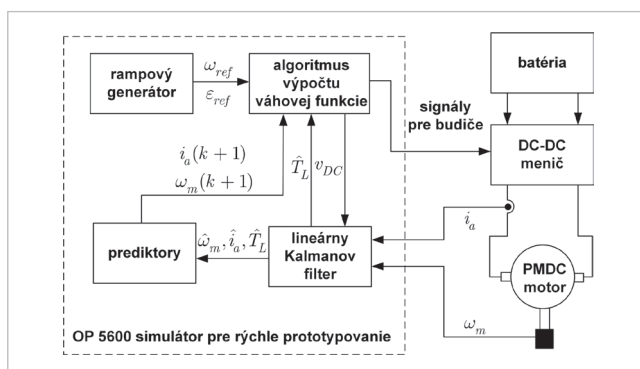 rampový
generátor
ω_ref
ε_ref
algoritmus
výpočtu
váhovej funkcie
signály
pre budiče
batéria
DC-DC
menič
i_a(k + 1)
ω_m(k + 1)
T̂_L
v_DC
i_a
prediktory
ω̂_m, î_a, T̂_L
lineárny
Kalmanov
filter
PMDC
motor
ω_m
OP 5600 simulátor pre rýchle prototypovanie